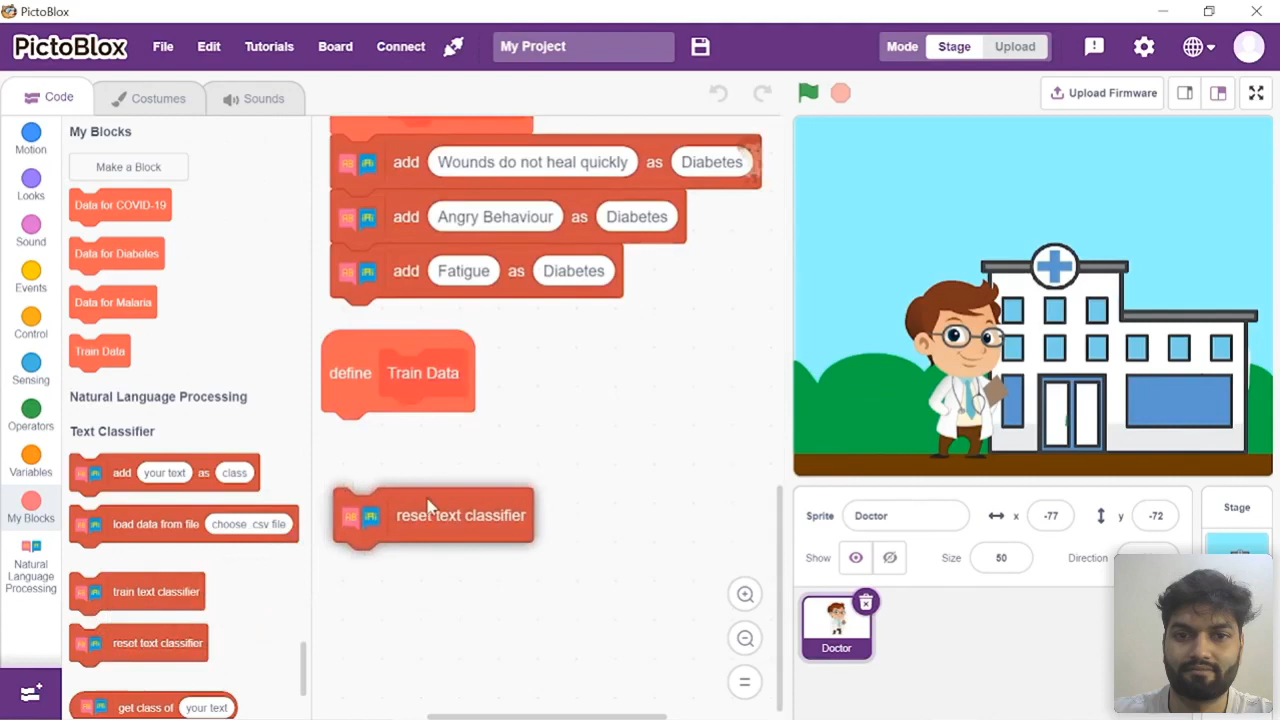 PictoBlox
PictoBlox File Edit Tutorials Board Connect My Project Mode Stage Upload
Code Costumes Sounds Upload Firmware
Motion
Looks
Sound
Events
Control
Sensing
Operators
Variables
My Blocks
Natural
Language
Processing
My Blocks
Make a Block
Data for COVID-19
Data for Diabetes
Data for Malaria
Train Data
Natural Language Processing
Text Classifier
add your text as class
load data from file choose csv file
train text classifier
reset text classifier
get class of your text
add Wounds do not heal quickly as Diabetes
add Angry Behaviour as Diabetes
add Fatigue as Diabetes
define Train Data
reset text classifier
Sprite Doctor x -77 y -72
Show Size 50 Direction
Doctor
Stage